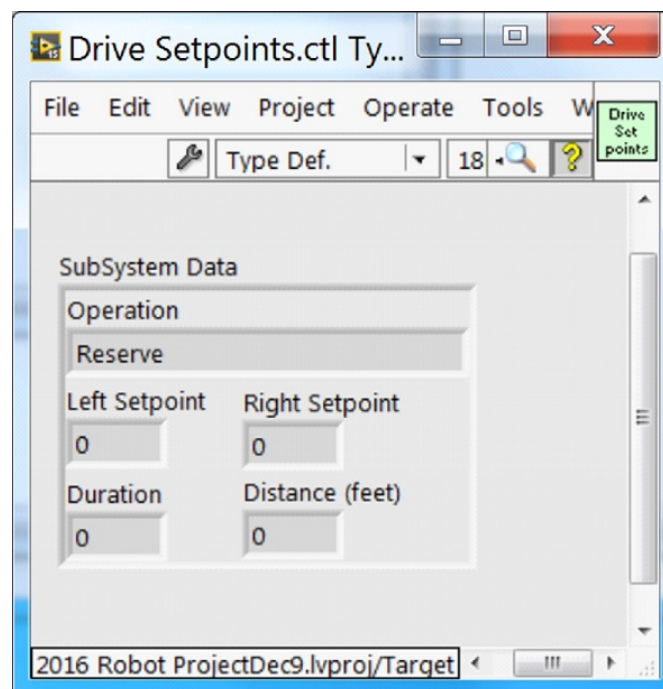 Drive Setpoints.ctl Ty...
File Edit View Project Operate Tools W
Drive
Set
points
Type Def.
18
?
SubSystem Data
Operation
Reserve
Left Setpoint Right Setpoint
0 0
Duration Distance (feet)
0 0
2016 Robot ProjectDec9.lvproj/Target